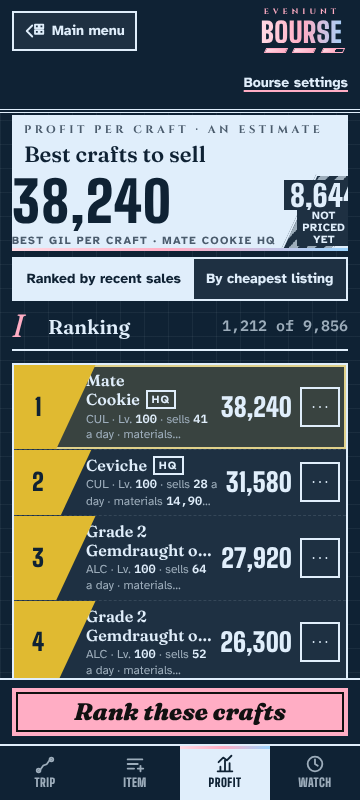 Main menu
EVENIUNT
BOURSE
Bourse settings
PROFIT PER CRAFT · AN ESTIMATE
Best crafts to sell
38,240
8,644
BEST GIL PER CRAFT · MATE COOKIE HQ
NOT
PRICED
YET
Ranked by recent sales
By cheapest listing
I Ranking
1,212 of 9,856
1
Mate
Cookie HQ
CUL · Lv. 100 · sells 41
a day · materials...
38,240
...
2
Ceviche HQ
CUL · Lv. 100 · sells 28 a
day · materials 14,90...
31,580
...
3
Grade 2
Gemdraught o...
ALC · Lv. 100 · sells 64
a day · materials...
27,920
...
4
Grade 2
Gemdraught o...
ALC · Lv. 100 · sells 52
a day · materials...
26,300
...
Rank these crafts
TRIP
ITEM
PROFIT
WATCH